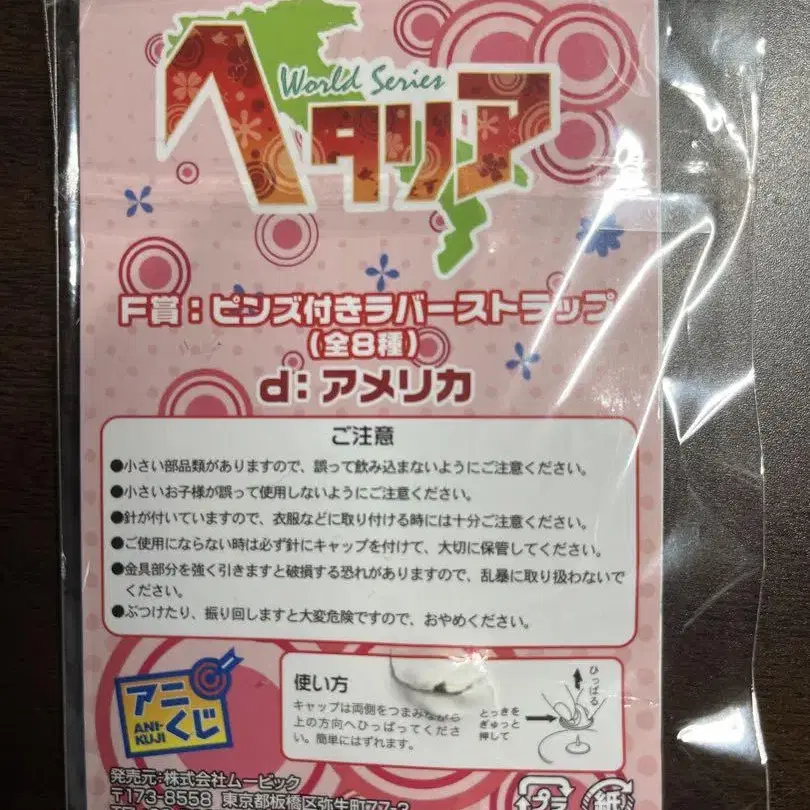 World Series
ヘタリア
F賞：ピンズ付きラバーストラップ
(全8種)
d：アメリカ
ご注意
●小さい部品類がありますので、誤って飲み込まないようにご注意ください。
●小さいお子様が誤って使用しないようにご注意ください。
●針が付いていますので、衣服などに取り付ける時には十分ご注意ください。
●ご使用にならない時は必ず針にキャップを付けて、大切に保管してください。
●金具部分を強く引きますと破損する恐れがありますので、乱暴に取り扱わないで
ください。
●ぶつけたり、振り回しますと大変危険ですので、おやめください。
アニ
くじ
ANI-
KUJI
使い方
キャップは両側をつまみながら
上の方向へひっぱってくださ
い。簡単にはずれます。
とっきを
ぎゅっと
押して
ひっぱる
発売元:株式会社ムービック
〒173-8558 東京都板橋区弥生町77-3
プラ
紙